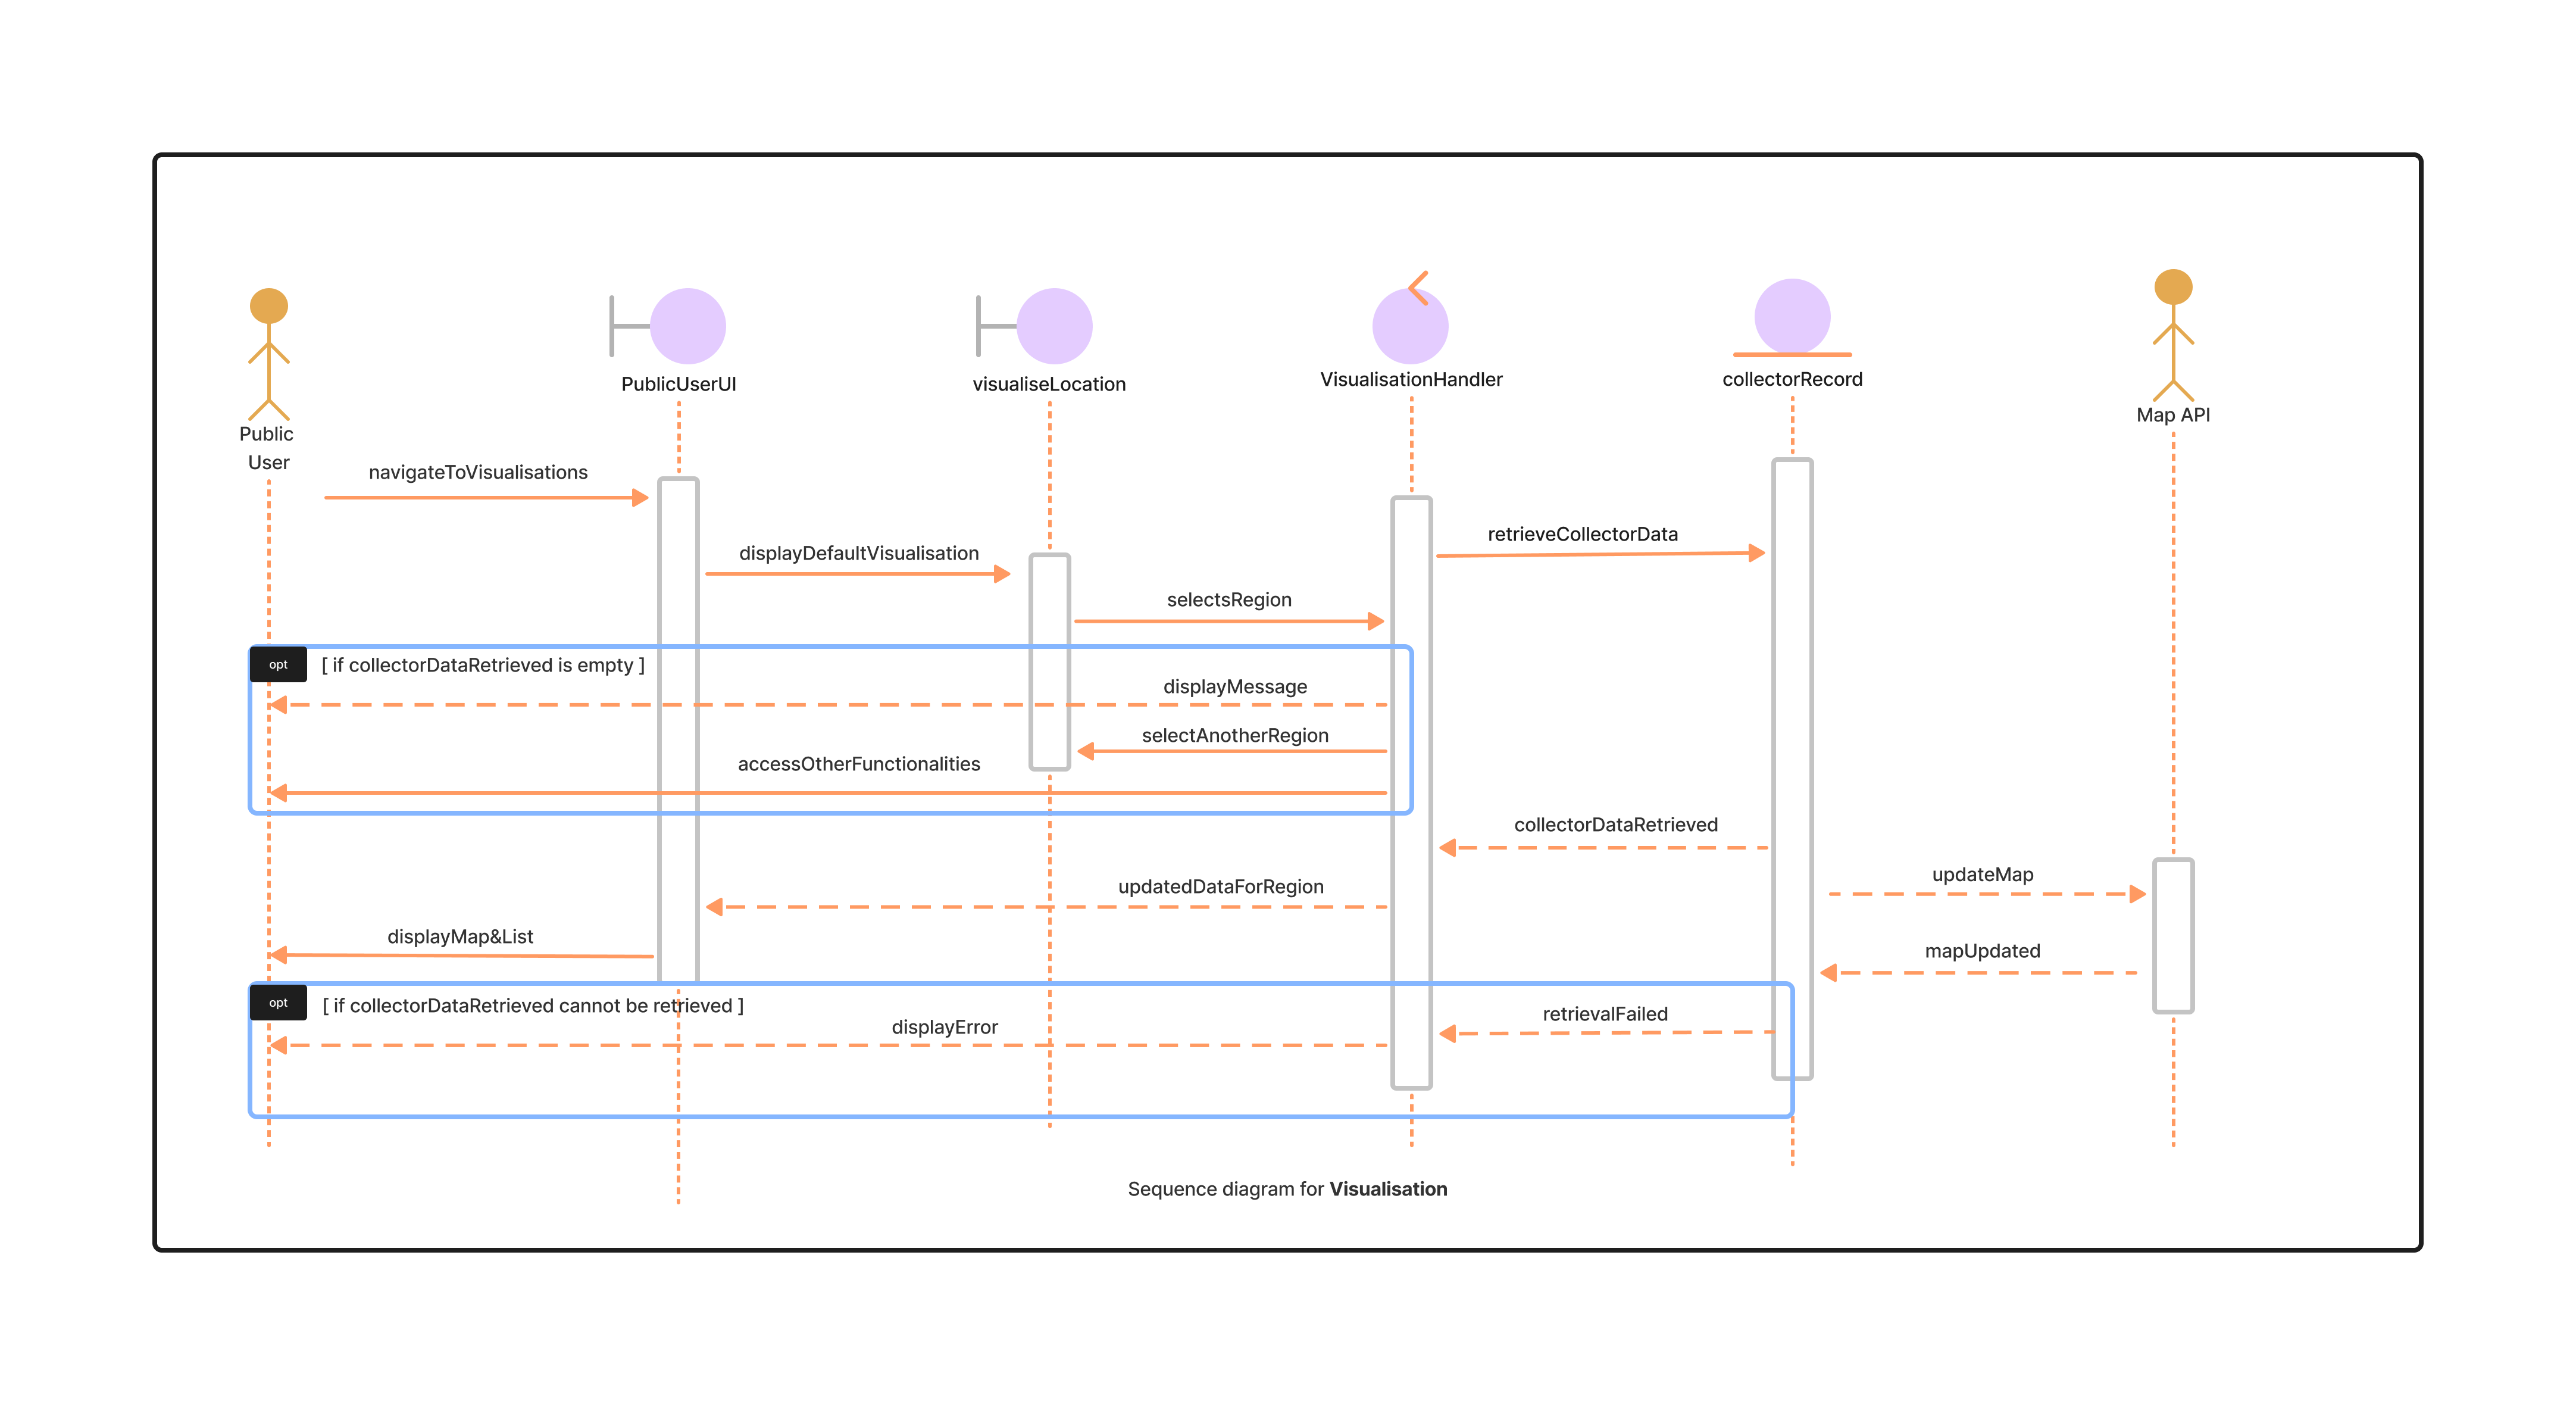 PublicUserUI
visualiseLocation
VisualisationHandler
collectorRecord
Map API
Public
User
navigateToVisualisations
retrieveCollectorData
displayDefaultVisualisation
selectsRegion
opt
[ if collectorDataRetrieved is empty ]
displayMessage
selectAnotherRegion
accessOtherFunctionalities
collectorDataRetrieved
updateMap
updatedDataForRegion
displayMap&List
mapUpdated
opt
[ if collectorDataRetrieved cannot be retrieved ]
retrievalFailed
displayError
Sequence diagram for Visualisation